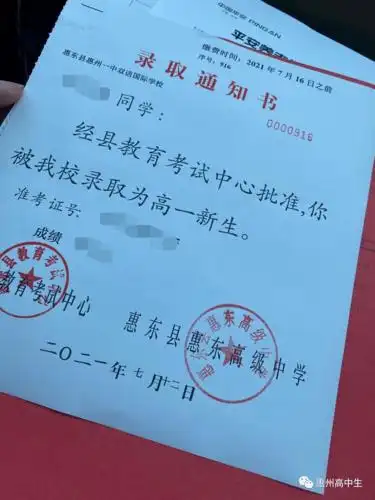 中国平安 PINGAN
平安
缴费时间：2021年7月16日之前
惠东县惠州一中双语国际学校
序号：916
录取通知书
0000916
同学：
经县教育考试中心批准,你
被我校录取为高一新生。
准考证号：
成绩
教育考试中心
惠东县惠东高级中学
二〇二一年七月十二日
惠州高中生